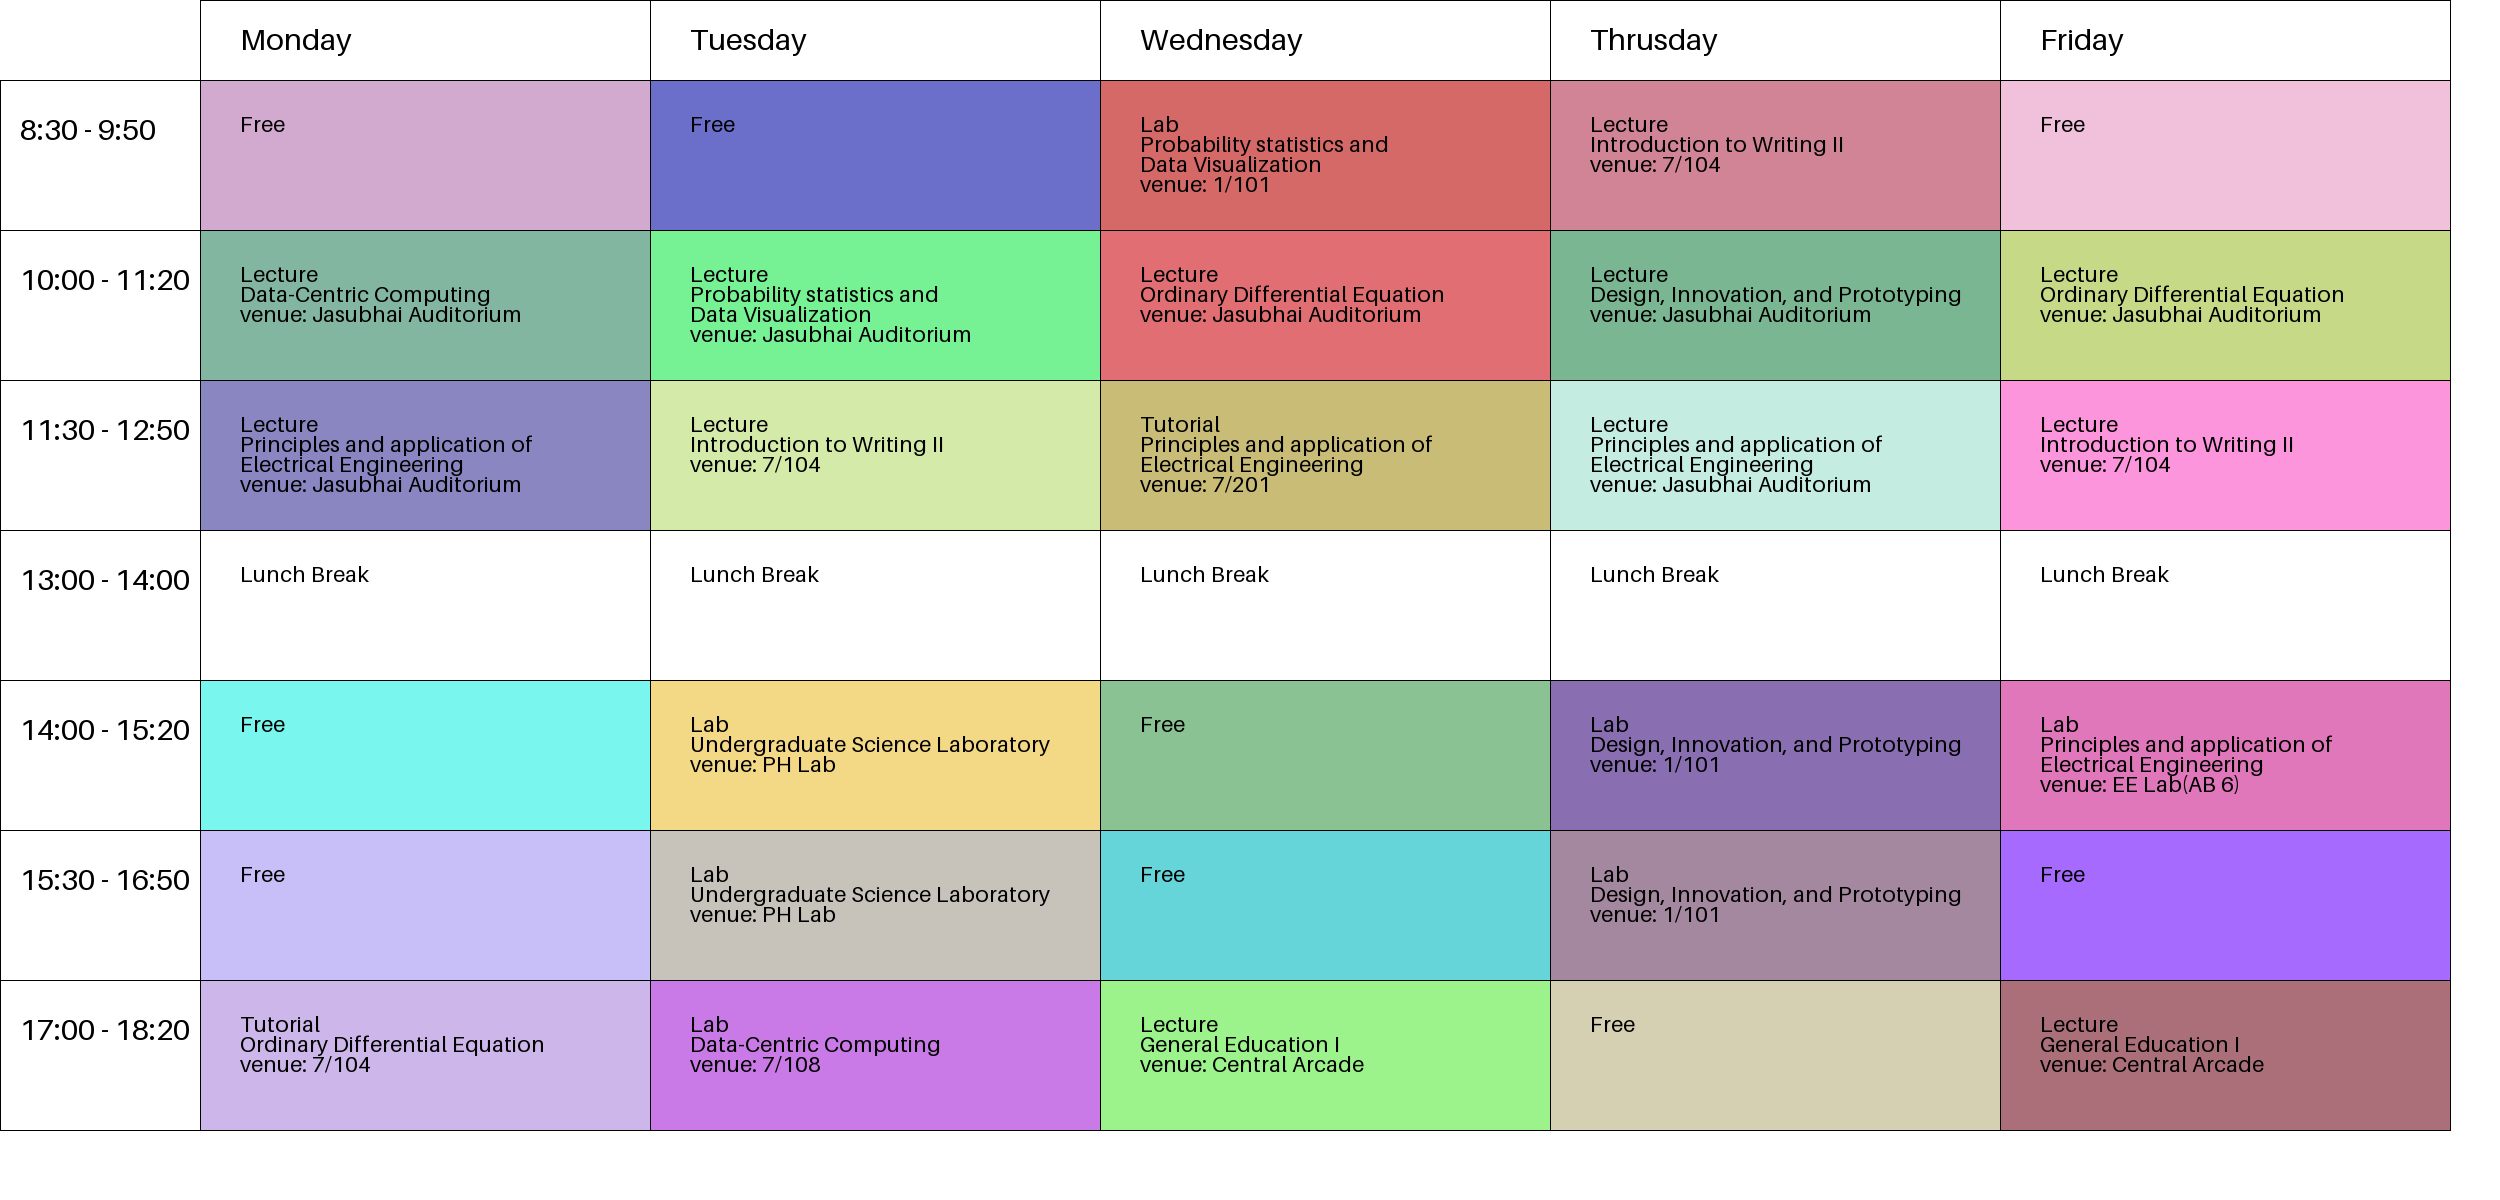 Monday
Tuesday
Wednesday
Thrusday
Friday
8:30 - 9:50
Free
Free
Lab
Probability statistics and
Data Visualization
venue: 1/101
Lecture
Introduction to Writing II
venue: 7/104
Free
10:00 - 11:20
Lecture
Data-Centric Computing
venue: Jasubhai Auditorium
Lecture
Probability statistics and
Data Visualization
venue: Jasubhai Auditorium
Lecture
Ordinary Differential Equation
venue: Jasubhai Auditorium
Lecture
Design, Innovation, and Prototyping
venue: Jasubhai Auditorium
Lecture
Ordinary Differential Equation
venue: Jasubhai Auditorium
11:30 - 12:50
Lecture
Principles and application of
Electrical Engineering
venue: Jasubhai Auditorium
Lecture
Introduction to Writing II
venue: 7/104
Tutorial
Principles and application of
Electrical Engineering
venue: 7/201
Lecture
Principles and application of
Electrical Engineering
venue: Jasubhai Auditorium
Lecture
Introduction to Writing II
venue: 7/104
13:00 - 14:00
Lunch Break
Lunch Break
Lunch Break
Lunch Break
Lunch Break
14:00 - 15:20
Free
Lab
Undergraduate Science Laboratory
venue: PH Lab
Free
Lab
Design, Innovation, and Prototyping
venue: 1/101
Lab
Principles and application of
Electrical Engineering
venue: EE Lab(AB 6)
15:30 - 16:50
Free
Lab
Undergraduate Science Laboratory
venue: PH Lab
Free
Lab
Design, Innovation, and Prototyping
venue: 1/101
Free
17:00 - 18:20
Tutorial
Ordinary Differential Equation
venue: 7/104
Lab
Data-Centric Computing
venue: 7/108
Lecture
General Education I
venue: Central Arcade
Free
Lecture
General Education I
venue: Central Arcade